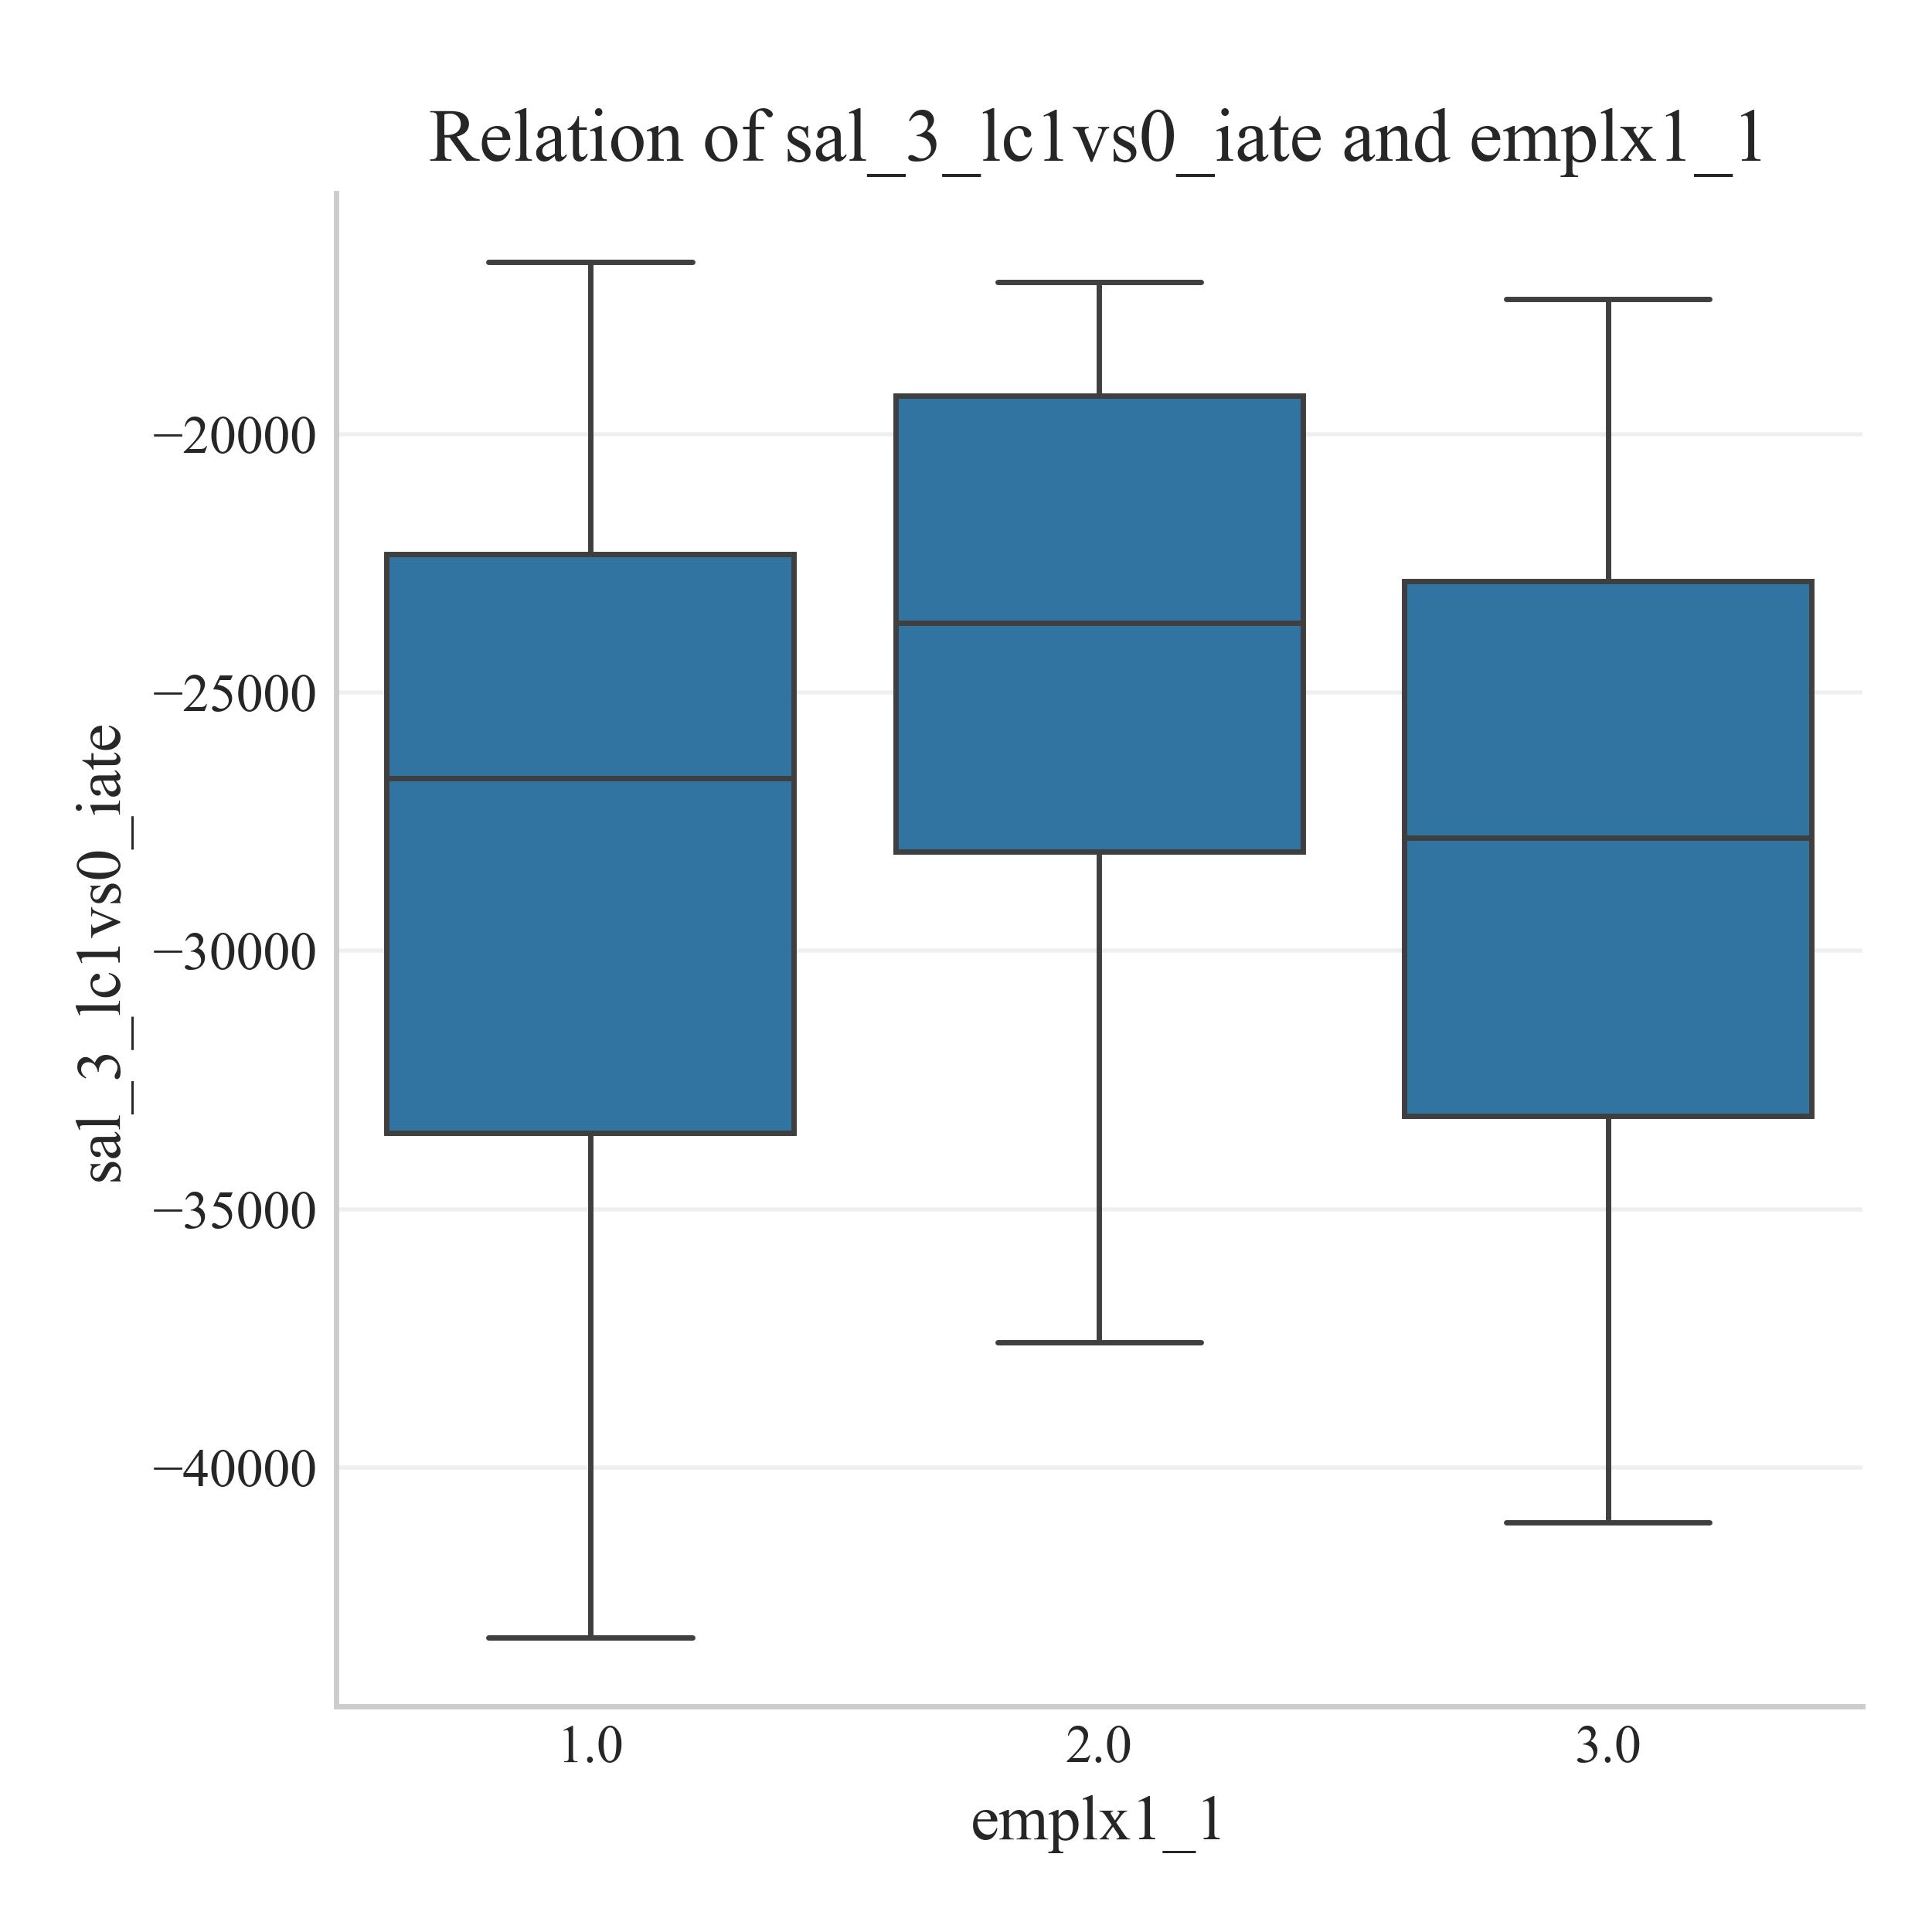 Relation of sal_3_lc1vs0_iate and emplx1_1
sal_3_lc1vs0_iate
−20000
−25000
−30000
−35000
−40000
1.0 2.0 3.0
emplx1_1